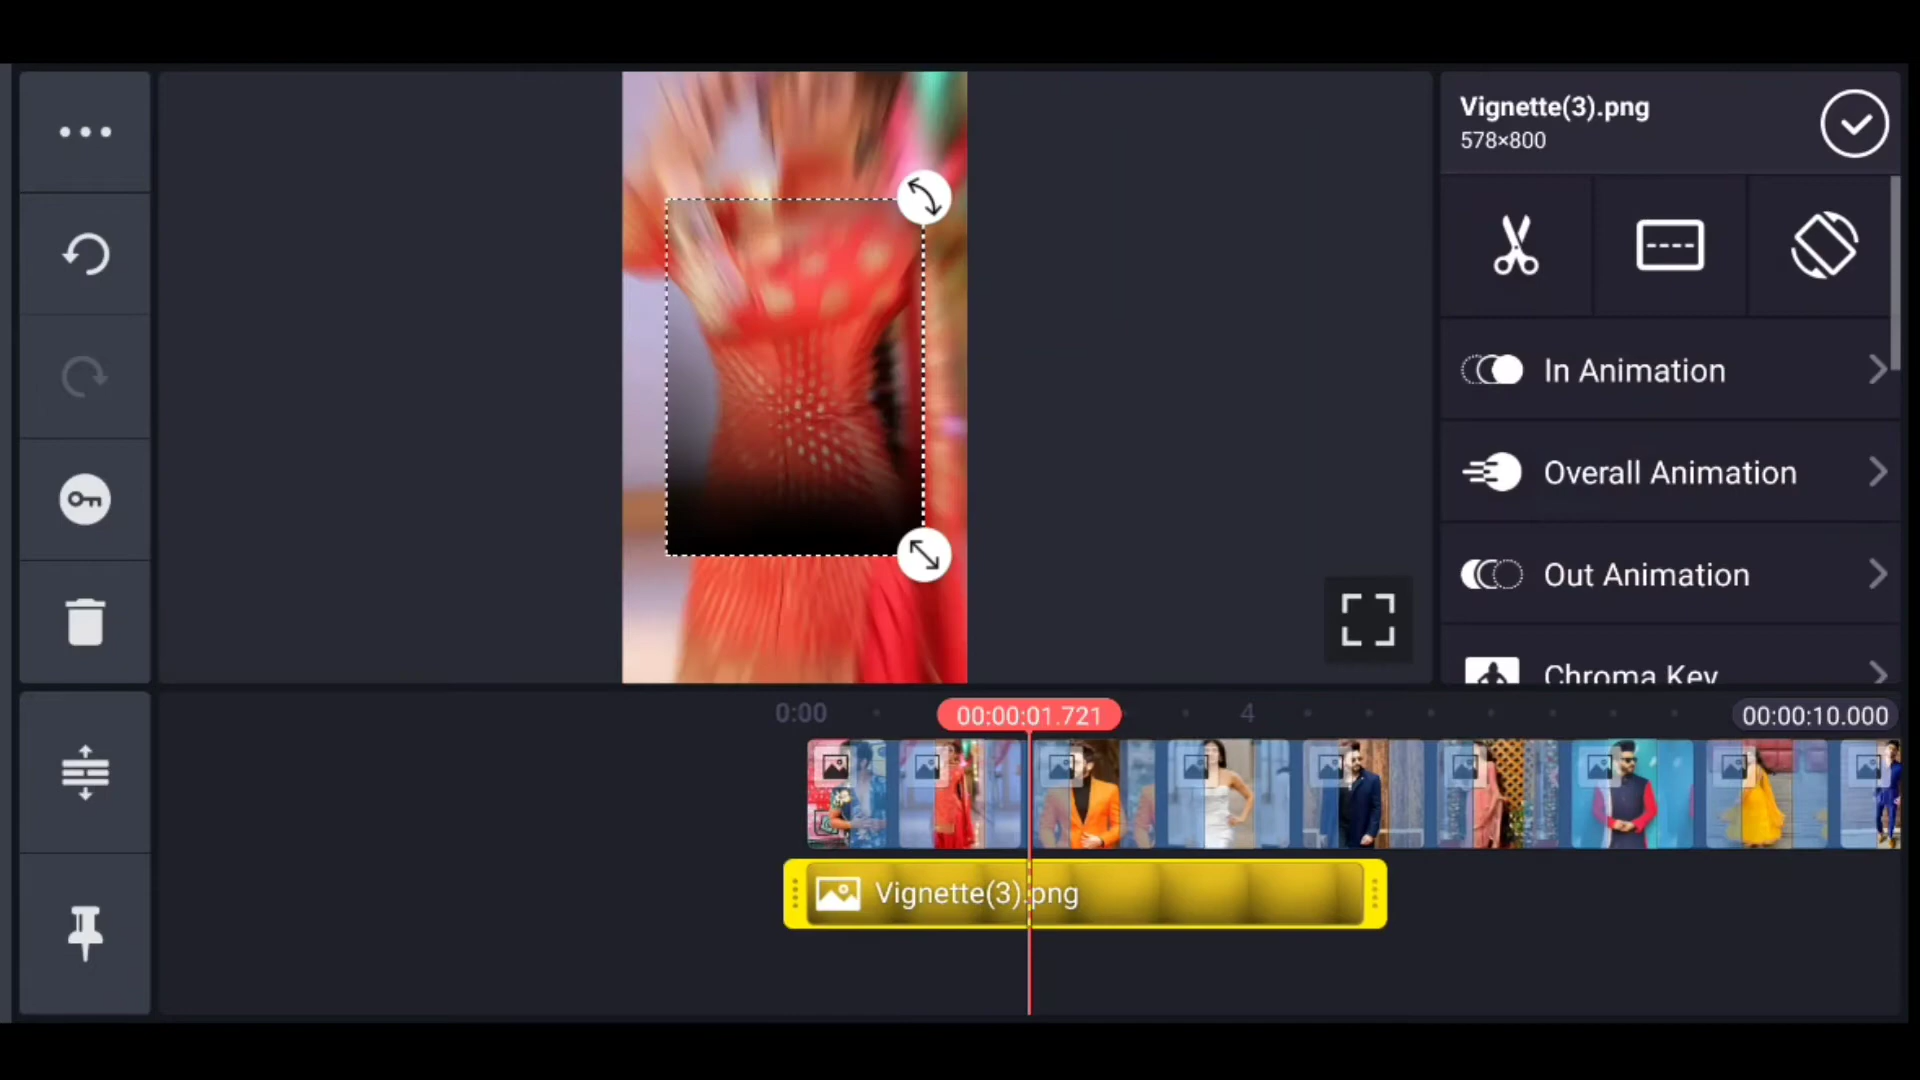 Vignette(3).png
578×800
In Animation
Overall Animation
Out Animation
Chroma Key
0:00
00:00:01.721
4
00:00:10.000
Vignette(3).png